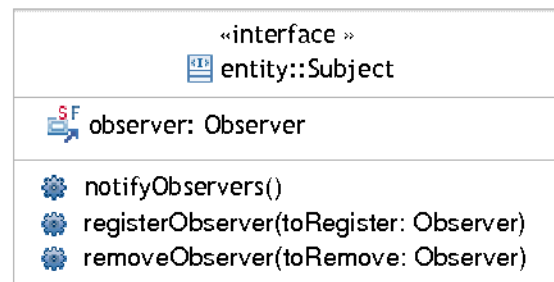 «interface »
entity::Subject
S F observer: Observer
notifyObservers()
registerObserver(toRegister: Observer)
removeObserver(toRemove: Observer)